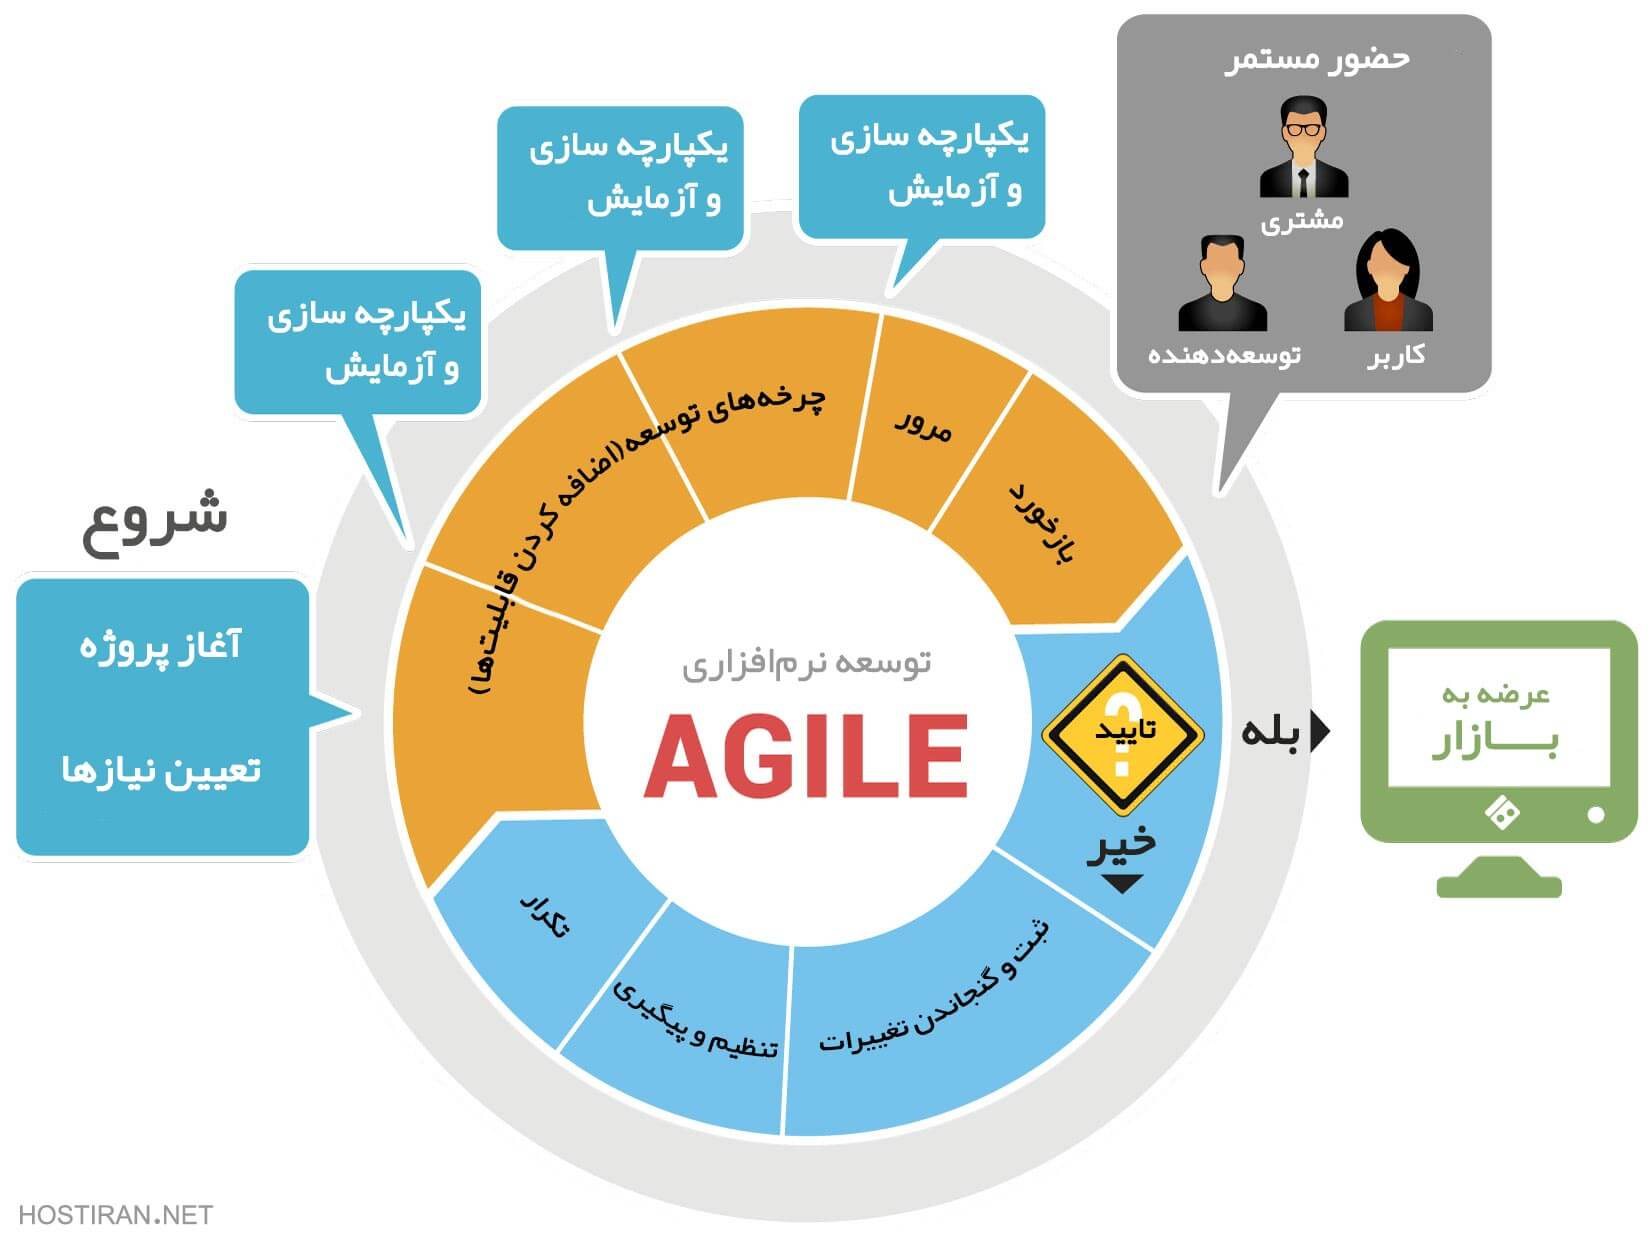 شروع
آغاز پروژه
تعیین نیازها
یکپارچه سازی
و آزمایش
یکپارچه سازی
و آزمایش
یکپارچه سازی
و آزمایش
حضور مستمر
مشتری
کاربر
توسعه‌دهنده
چرخه‌های توسعه(اضافه کردن قابلیت‌ها)
مرور
بازخورد
تایید
?
بله
خیر
عرضه به
بــــازار
ثبت و گنجاندن تغییرات
تنظیم و پیگیری
تکرار
توسعه نرم‌افزاری
AGILE
HOSTIRAN.NET